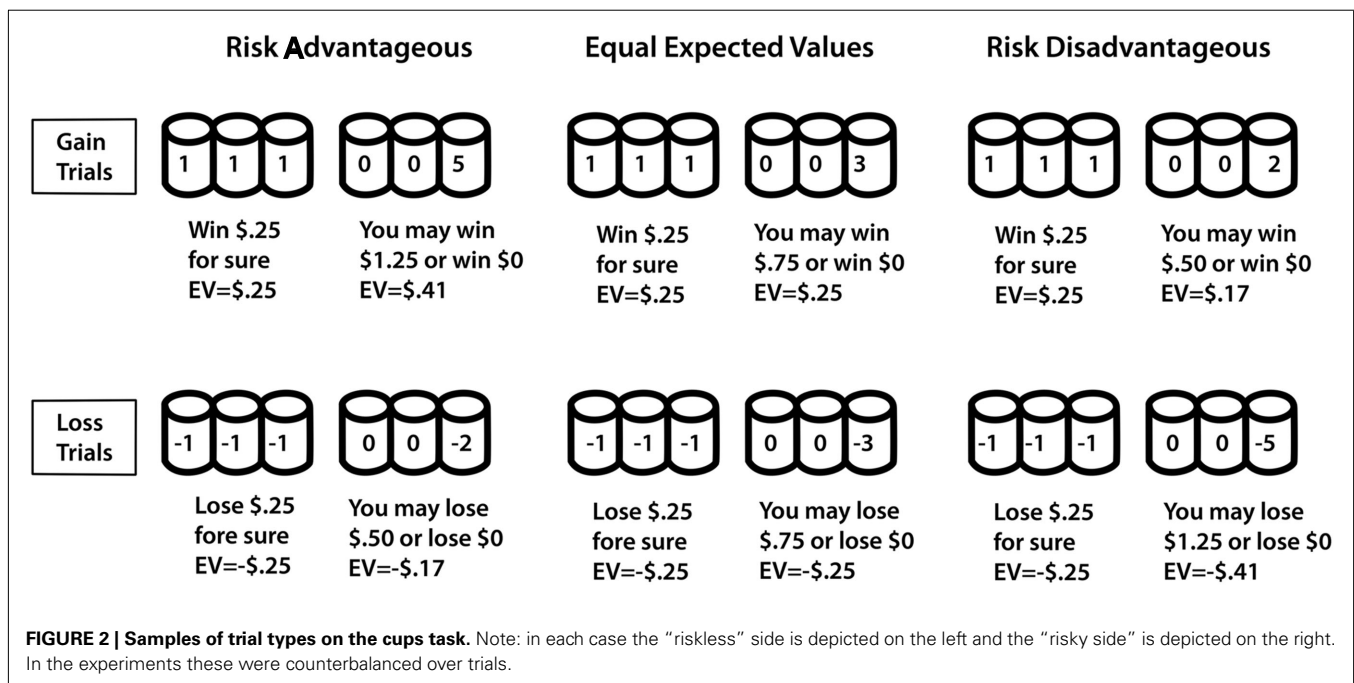 Risk Advantageous
Equal Expected Values
Risk Disadvantageous
Gain
Trials
1 1 1
0 0 5
1 1 1
0 0 3
1 1 1
0 0 2
Win $.25
for sure
EV=$.25
You may win
$1.25 or win $0
EV=$.41
Win $.25
for sure
EV=$.25
You may win
$.75 or win $0
EV=$.25
Win $.25
for sure
EV=$.25
You may win
$.50 or win $0
EV=$.17
Loss
Trials
-1 -1 -1
0 0 -2
-1 -1 -1
0 0 -3
-1 -1 -1
0 0 -5
Lose $.25
fore sure
EV=-$.25
You may lose
$.50 or lose $0
EV=-$.17
Lose $.25
fore sure
EV=-$.25
You may lose
$.75 or lose $0
EV=-$.25
Lose $.25
for sure
EV=-$.25
You may lose
$1.25 or lose $0
EV=-$.41
FIGURE 2 | Samples of trial types on the cups task. Note: in each case the “riskless” side is depicted on the left and the “risky side” is depicted on the right.
In the experiments these were counterbalanced over trials.